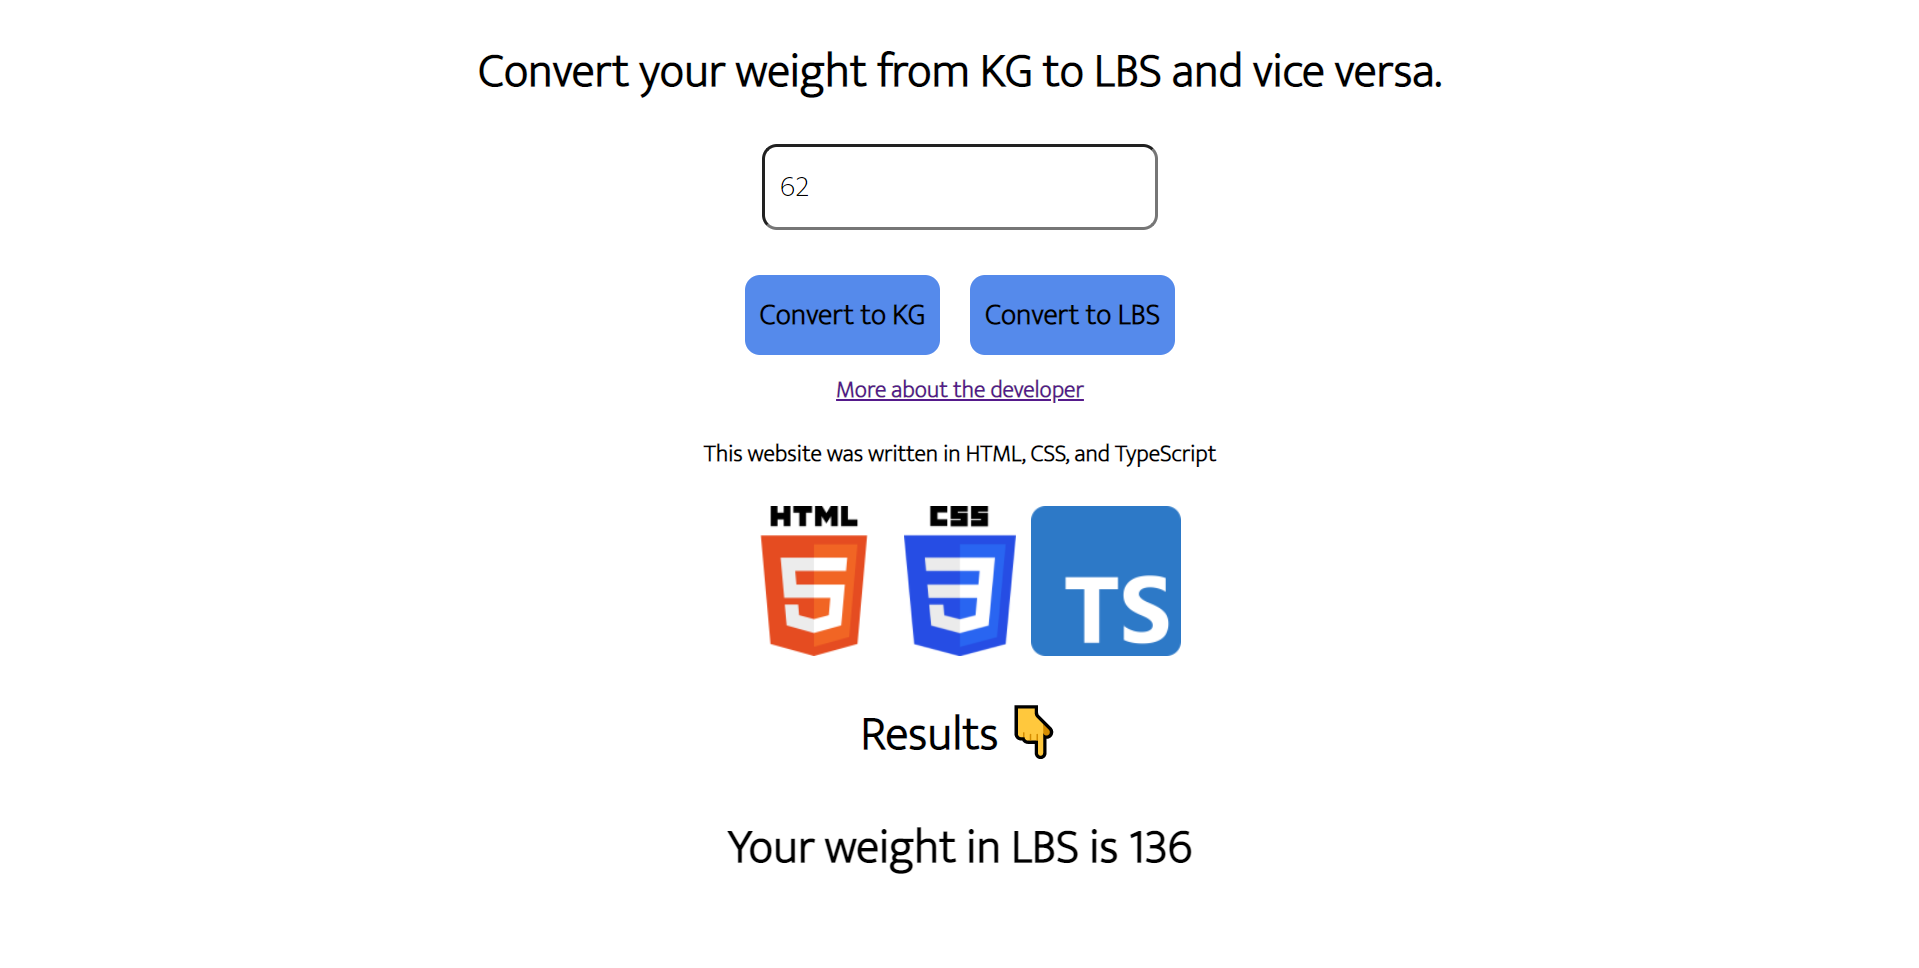 Convert your weight from KG to LBS and vice versa.
62
Convert to KG Convert to LBS
More about the developer
This website was written in HTML, CSS, and TypeScript
HTML CSS
5 3 TS
Results 👇
Your weight in LBS is 136